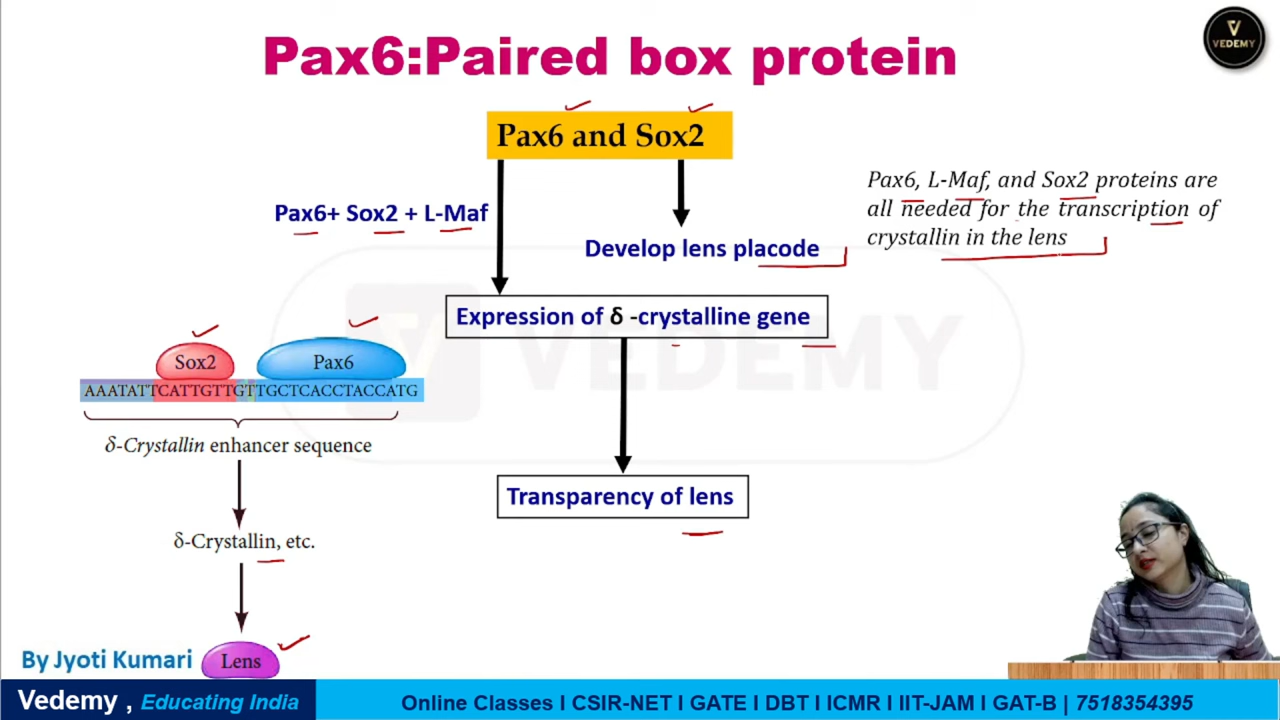 Pax6:Paired box protein
VEDEMY
Pax6 and Sox2
Pax6+ Sox2 + L-Maf
Develop lens placode
Pax6, L-Maf, and Sox2 proteins are
all needed for the transcription of
crystallin in the lens
Expression of δ -crystalline gene
VEDEMY
Sox2
Pax6
AAATATTCATTGTTGTTGCTCACCTACCATG
δ-Crystallin enhancer sequence
Transparency of lens
δ-Crystallin, etc.
Lens
By Jyoti Kumari
Vedemy , Educating India
Online Classes I CSIR-NET I GATE I DBT I ICMR I IIT-JAM I GAT-B | 7518354395